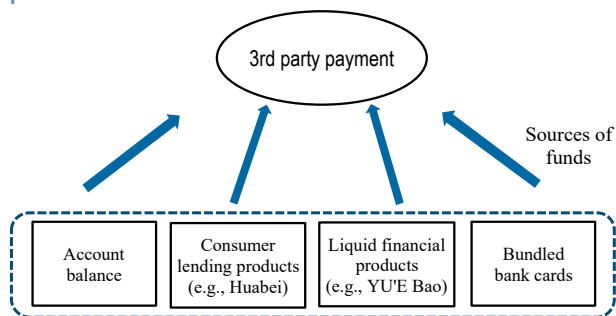 3rd party payment
Sources of
funds
Account
balance
Consumer
lending products
(e.g., Huabei)
Liquid financial
products
(e.g., YU'E Bao)
Bundled
bank cards